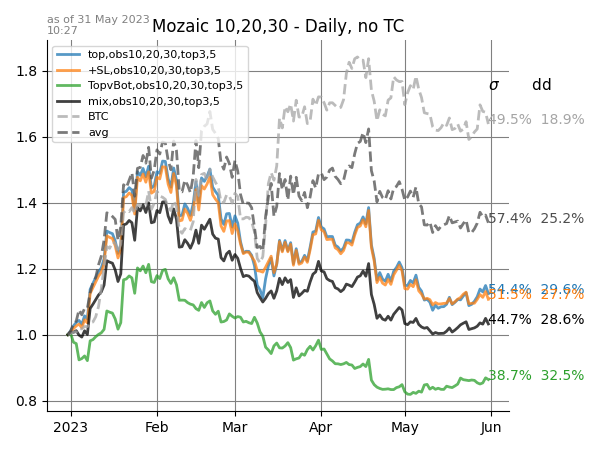 as of 31 May 2023
10:27
Mozaic 10,20,30 - Daily, no TC
top,obs10,20,30,top3,5
+SL,obs10,20,30,top3,5
TopvBot,obs10,20,30,top3,5
mix,obs10,20,30,top3,5
BTC
avg
σ dd
49.5% 18.9%
57.4% 25.2%
54.4% 29.6%
51.5% 27.7%
44.7% 28.6%
38.7% 32.5%
1.8
1.6
1.4
1.2
1.0
0.8
2023 Feb Mar Apr May Jun